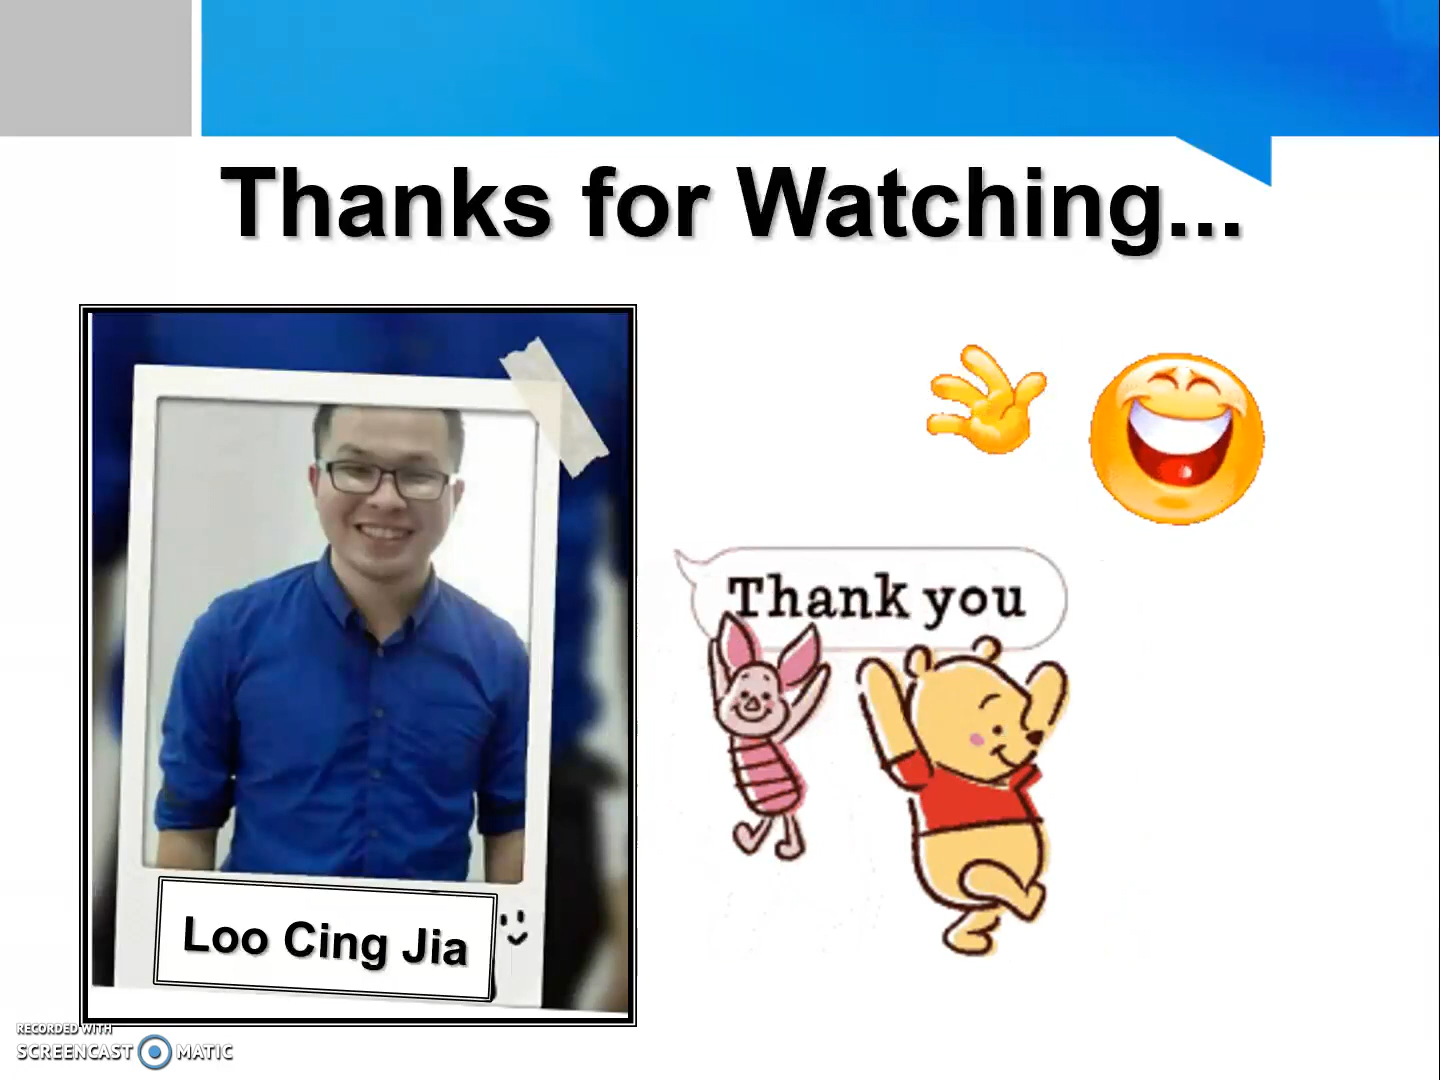 Thanks for Watching...
Thank you
Loo Cing Jia
RECORDED WITH
SCREENCAST MATIC